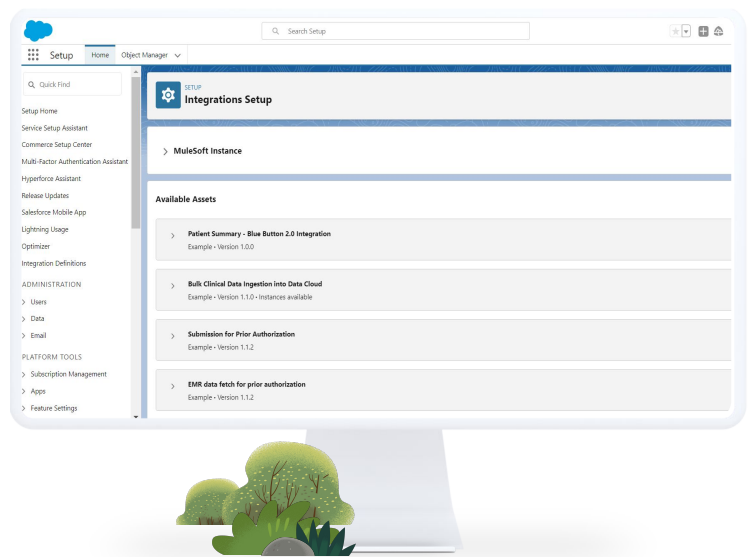 Search Setup
Setup
Home
Object Manager
Quick Find
Setup Home
Service Setup Assistant
Commerce Setup Center
Multi-Factor Authentication Assistant
Hyperforce Assistant
Release Updates
Salesforce Mobile App
Lightning Usage
Optimizer
Integration Definitions
ADMINISTRATION
Users
Data
Email
PLATFORM TOOLS
Subscription Management
Apps
Feature Settings
SETUP
Integrations Setup
MuleSoft Instance
Available Assets
Patient Summary - Blue Button 2.0 Integration
Example • Version 1.0.0
Bulk Clinical Data Ingestion into Data Cloud
Example • Version 1.1.0 • Instances available
Submission for Prior Authorization
Example • Version 1.1.2
EMR data fetch for prior authorization
Example • Version 1.1.2